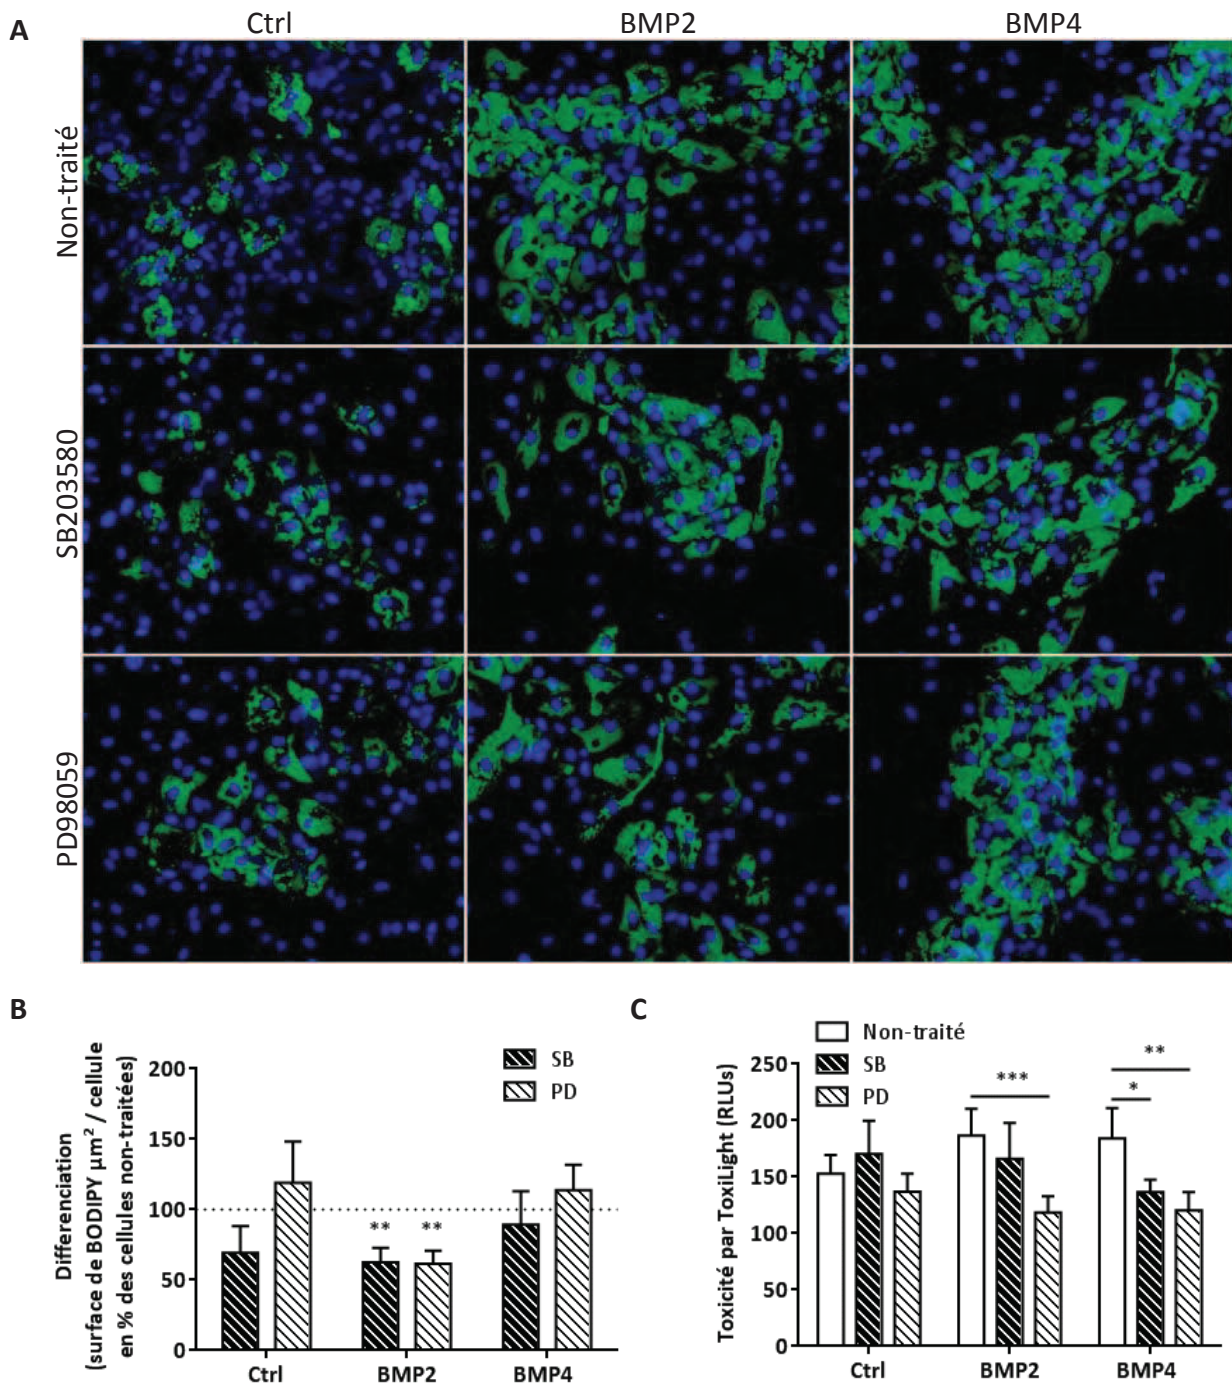 A
Ctrl
BMP2
BMP4
Non-traité
SB203580
PD98059
B
Differenciation
(surface de BODIPY µm² / cellule
en % des cellules non-traitées)
200
150
100
50
0
SB
PD
**
**
Ctrl
BMP2
BMP4
C
Toxicité par ToxiLight (RLUs)
250
200
150
100
50
0
Non-traité
SB
PD
***
**
*
Ctrl
BMP2
BMP4